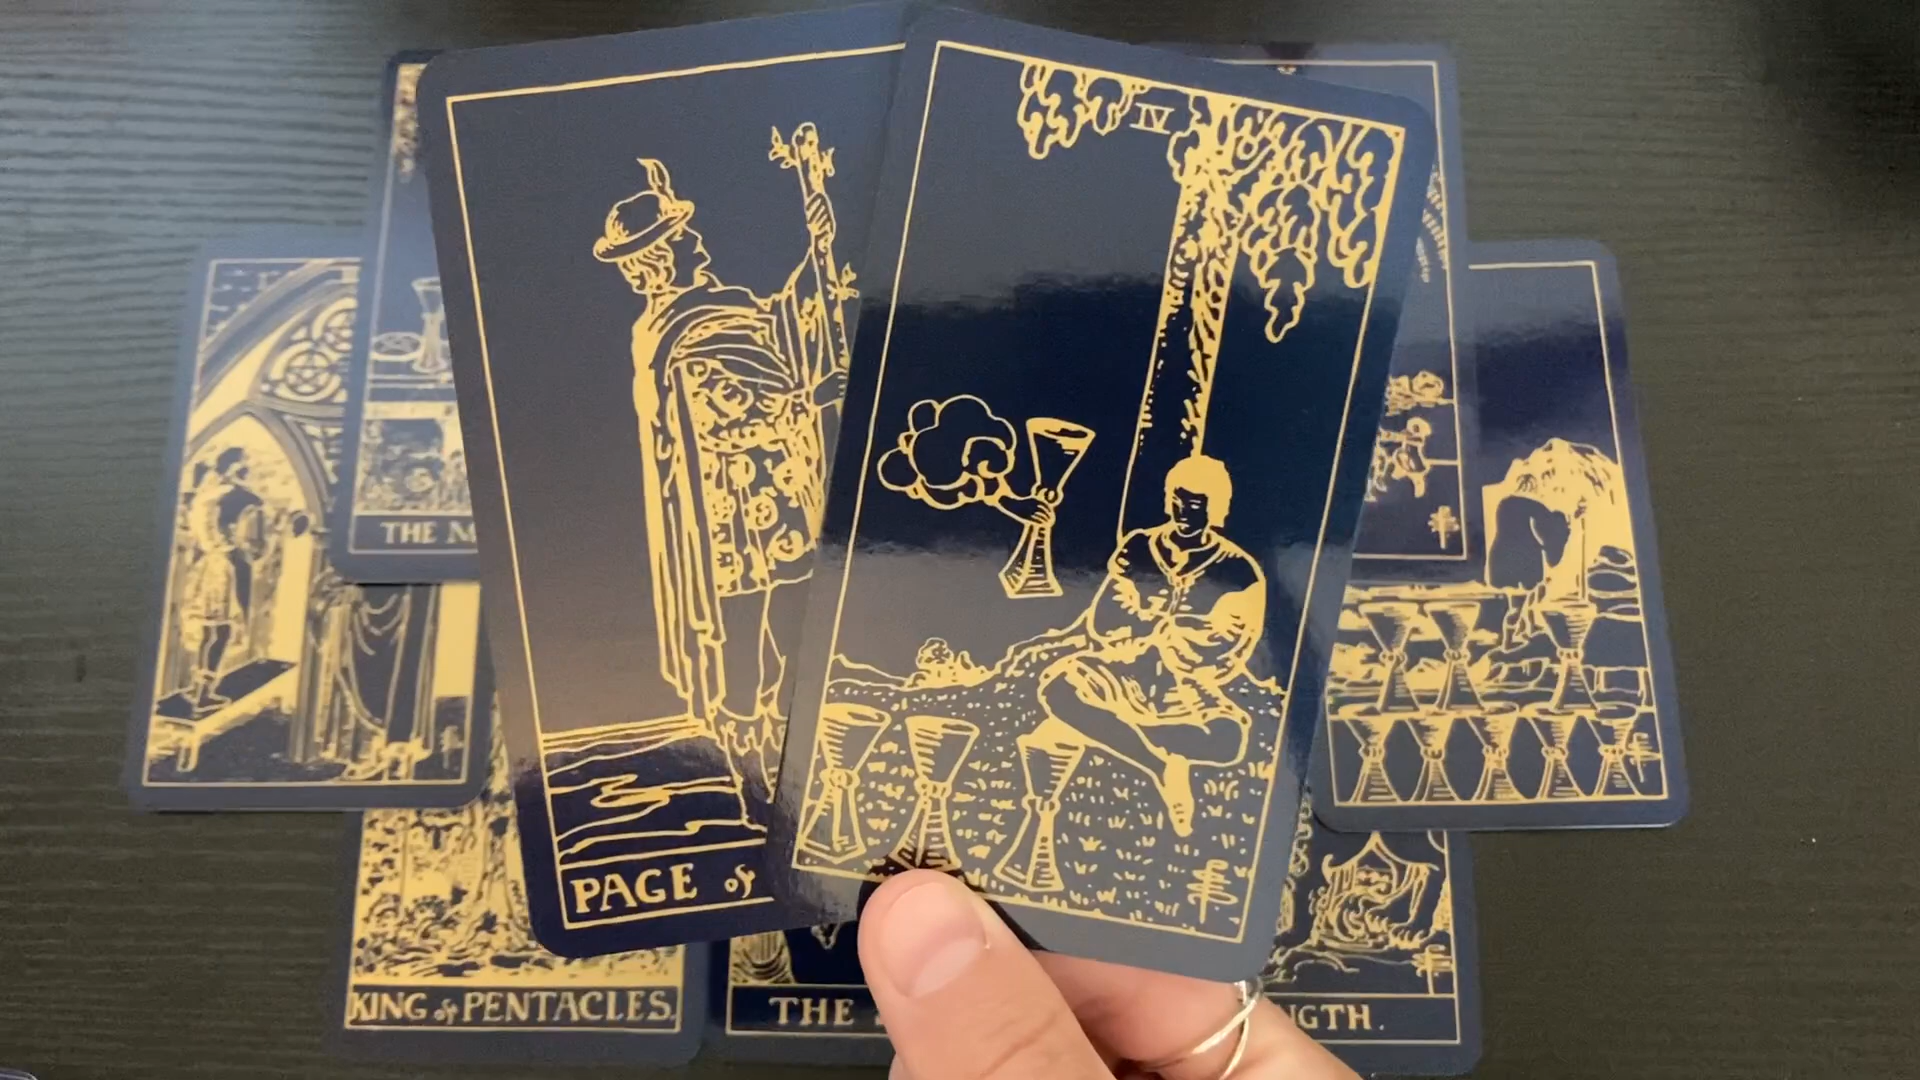 IV
THE
PAGE of
KING of PENTACLES.
THE
NGTH.